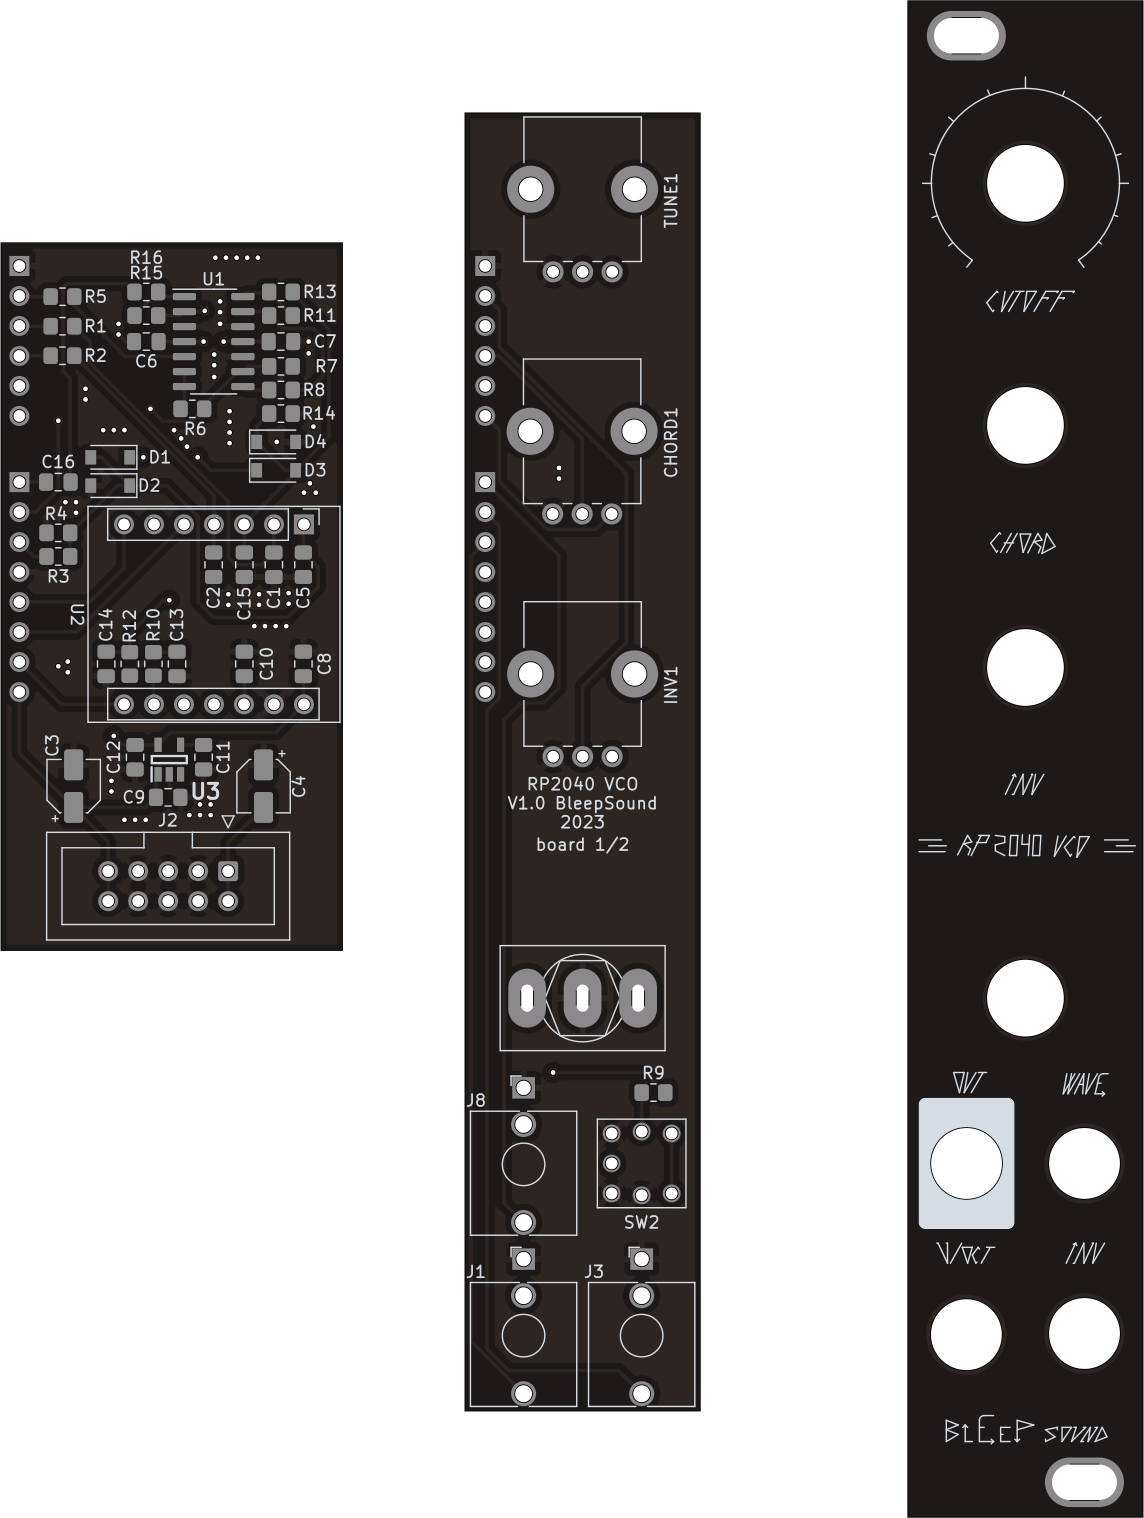 R16
R15
U1
R5
R13
R1
R11
R2
C6
C7
R7
R8
R14
R6
D4
D1
C16
D3
D2
R4
R3
U2
C2
C15
C1
C5
C14
R12
R10
C13
C10
C8
C3
C12
C11
+
C4
U3
C9
J2
+
TUNE1
CHORD1
INV1
RP2040 VCO
V1.0 BleepSound
2023
board 1/2
R9
J8
SW2
J1
J3
CUTOFF
CHORD
INV
RP2040 VCO
OUT
WAVE
V/OCT
INV
BLEEP SOUND